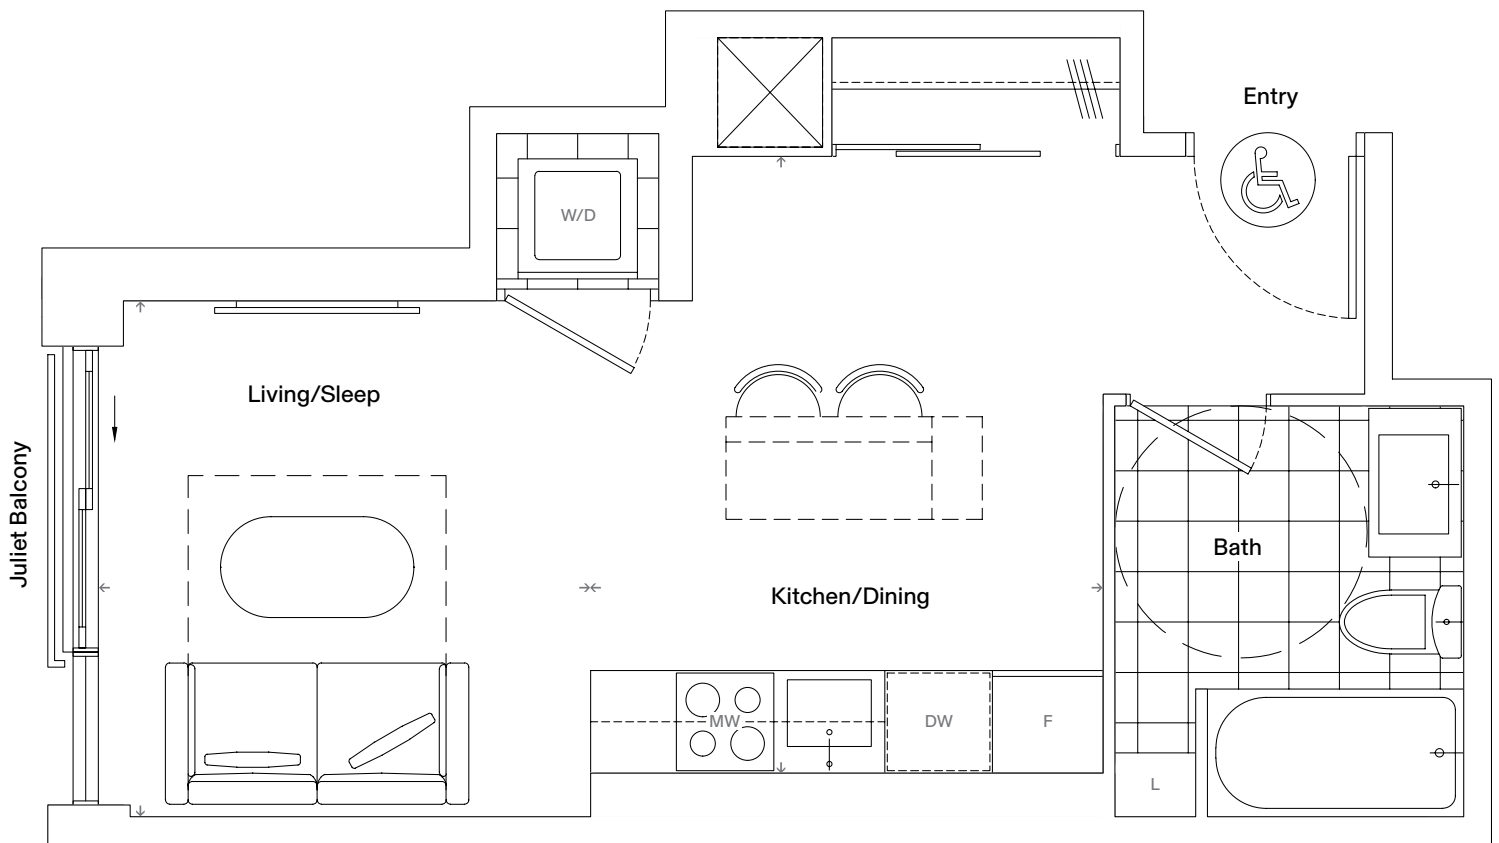 Entry
W/D
Living/Sleep
Juliet Balcony
Bath
Kitchen/Dining
MW
DW
F
L